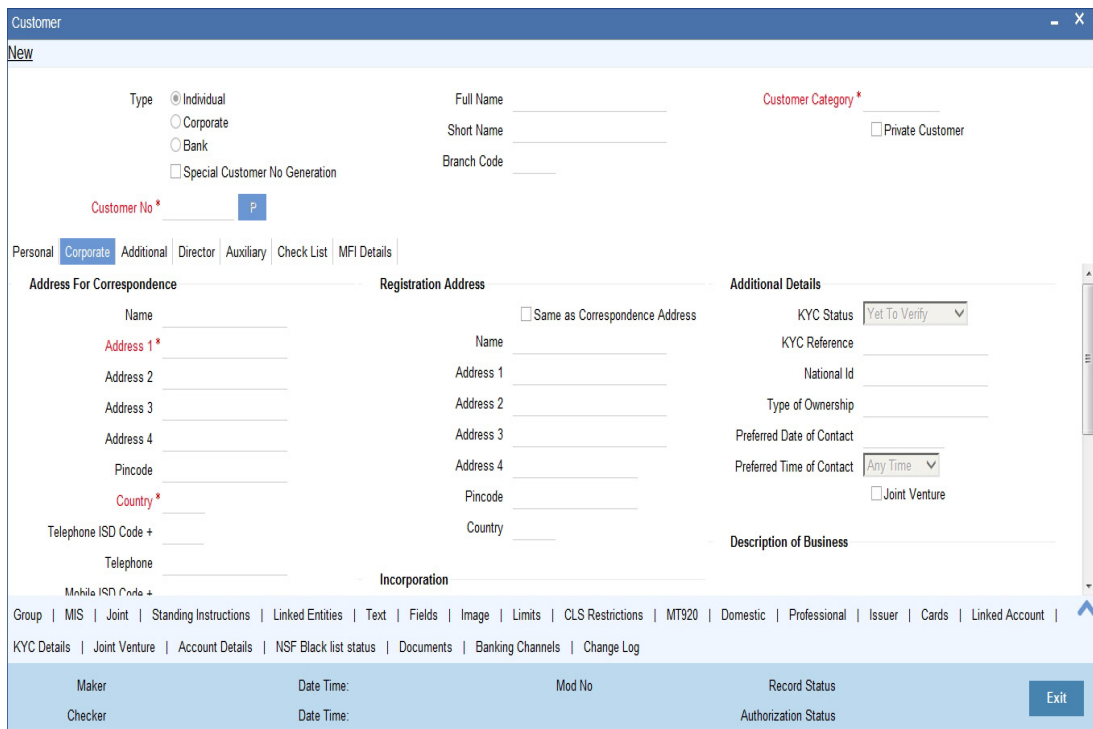 Customer
New
Type Individual Full Name Customer Category *
Corporate Short Name Private Customer
Bank Branch Code
Special Customer No Generation
Customer No * P
Personal Corporate Additional Director Auxiliary Check List MFI Details
Address For Correspondence Registration Address Additional Details
Name Same as Correspondence Address KYC Status Yet To Verify
Address 1 * Name KYC Reference
Address 2 Address 1 National Id
Address 3 Address 2 Type of Ownership
Address 4 Address 3 Preferred Date of Contact
Pincode Address 4 Preferred Time of Contact Any Time
Country * Pincode Joint Venture
Telephone ISD Code + Country Description of Business
Telephone
Mobile ISD Code + Incorporation
Group | MIS | Joint | Standing Instructions | Linked Entities | Text | Fields | Image | Limits | CLS Restrictions | MT920 | Domestic | Professional | Issuer | Cards | Linked Account |
KYC Details | Joint Venture | Account Details | NSF Black list status | Documents | Banking Channels | Change Log
Maker Date Time: Mod No Record Status
Exit
Checker Date Time: Authorization Status